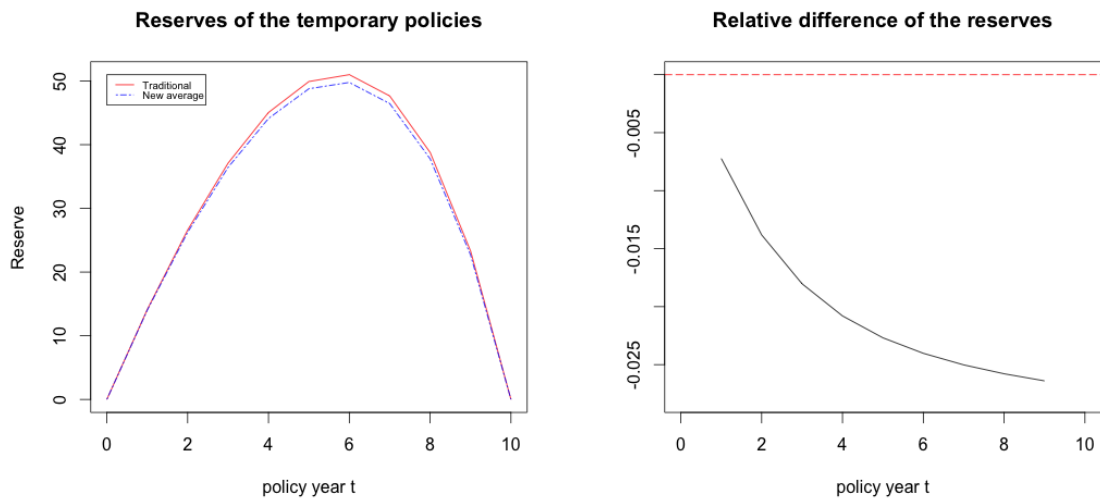 Reserves of the temporary policies
Traditional
New average
Reserve
0
10
20
30
40
50
0 2 4 6 8 10
policy year t
Relative difference of the reserves
-0.005
-0.015
-0.025
0 2 4 6 8 10
policy year t